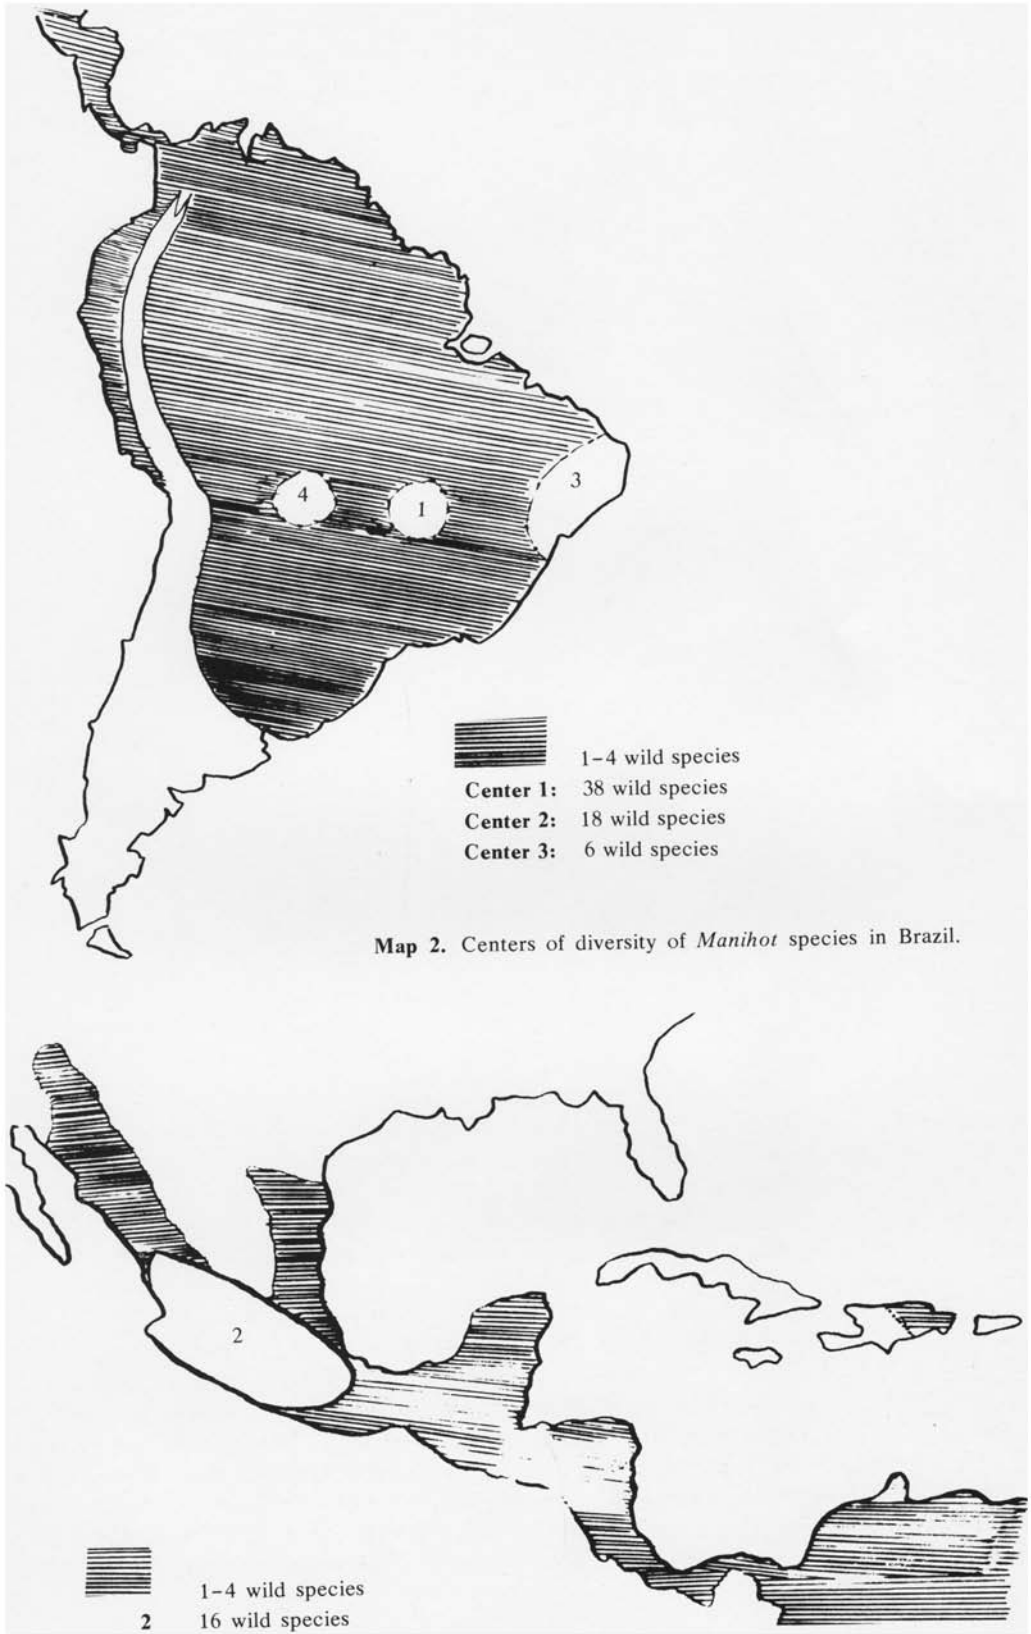 4
1
3
1-4 wild species
Center 1: 38 wild species
Center 2: 18 wild species
Center 3: 6 wild species
Map 2. Centers of diversity of Manihot species in Brazil.
2
1-4 wild species
2 16 wild species